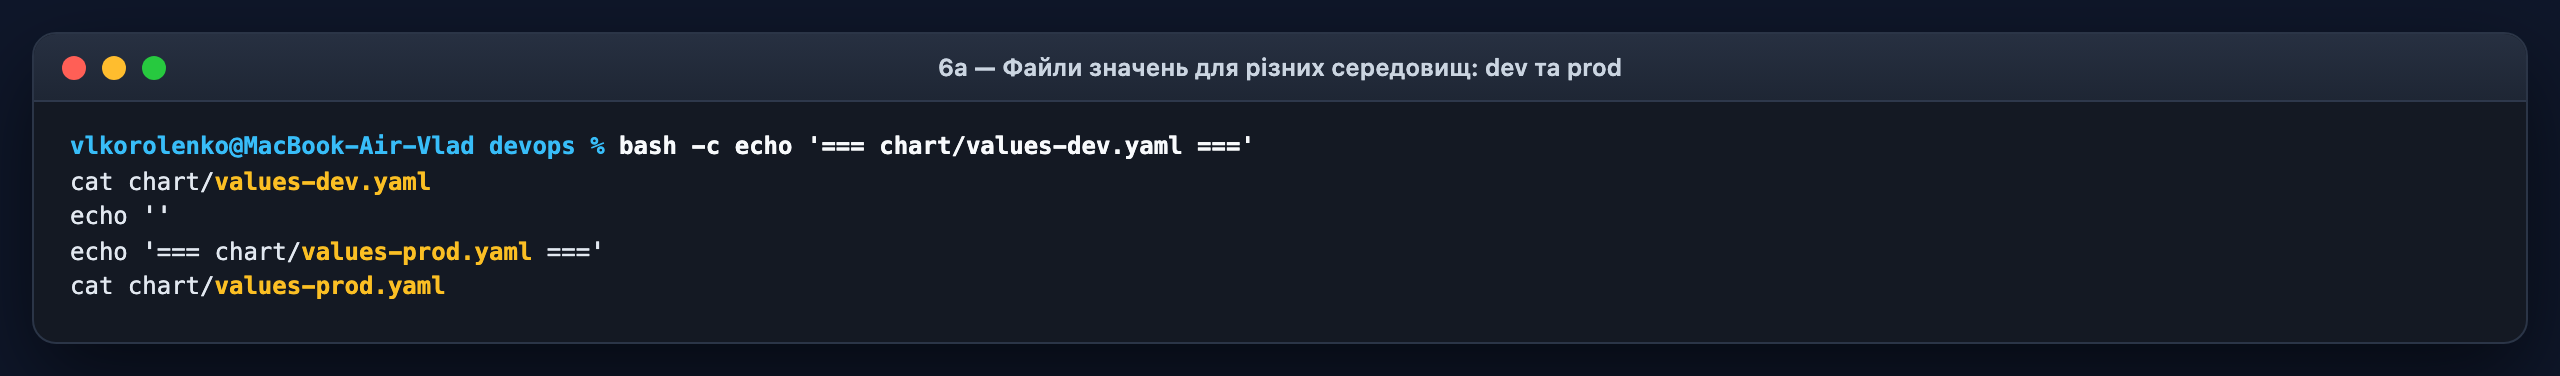 6a — Файли значень для різних середовищ: dev та prod
vlkorolenko@MacBook-Air-Vlad devops % bash -c echo '=== chart/values-dev.yaml ==='
cat chart/values-dev.yaml
echo ''
echo '=== chart/values-prod.yaml ==='
cat chart/values-prod.yaml